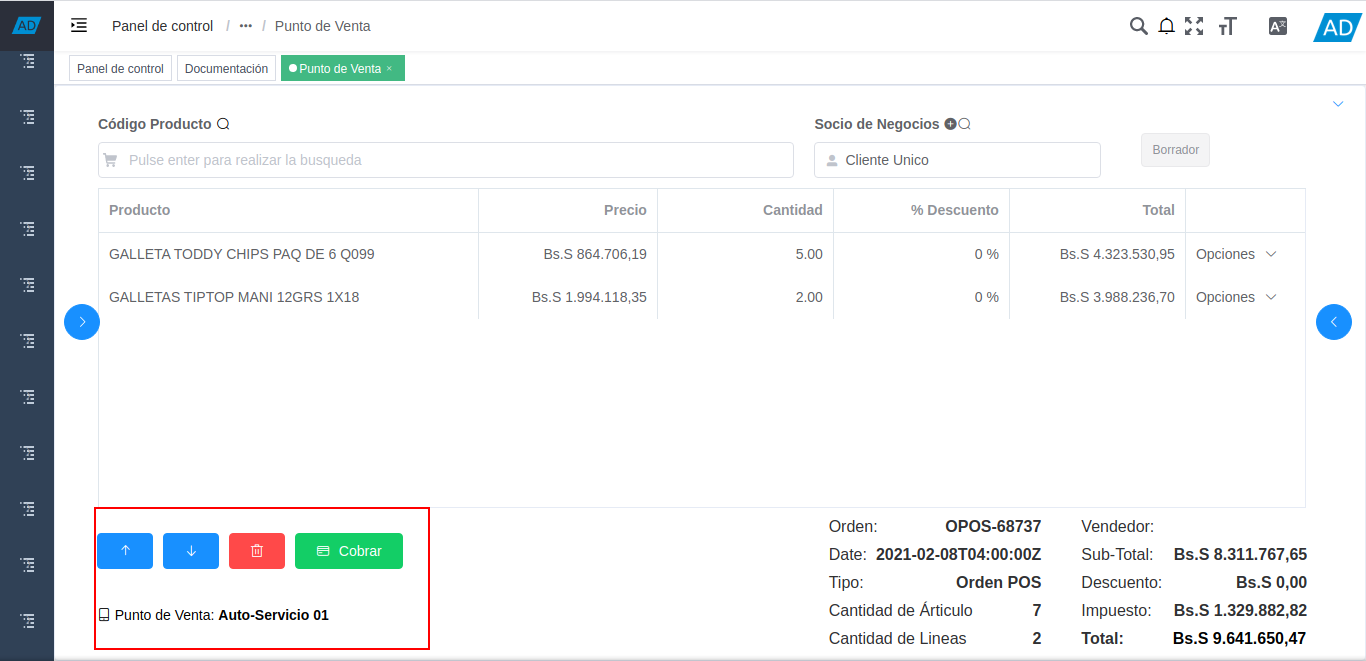 AD
Panel de control / ••• / Punto de Venta
AD
Panel de control
Documentación
Punto de Venta ×
Código Producto
Socio de Negocios
Pulse enter para realizar la busqueda
Cliente Unico
Borrador
Producto Precio Cantidad % Descuento Total
GALLETA TODDY CHIPS PAQ DE 6 Q099 Bs.S 864.706,19 5.00 0 % Bs.S 4.323.530,95 Opciones
GALLETAS TIPTOP MANI 12GRS 1X18 Bs.S 1.994.118,35 2.00 0 % Bs.S 3.988.236,70 Opciones
Cobrar
Punto de Venta: Auto-Servicio 01
Orden: OPOS-68737
Date: 2021-02-08T04:00:00Z
Tipo: Orden POS
Cantidad de Árticulo 7
Cantidad de Lineas 2
Vendedor:
Sub-Total: Bs.S 8.311.767,65
Descuento: Bs.S 0,00
Impuesto: Bs.S 1.329.882,82
Total: Bs.S 9.641.650,47